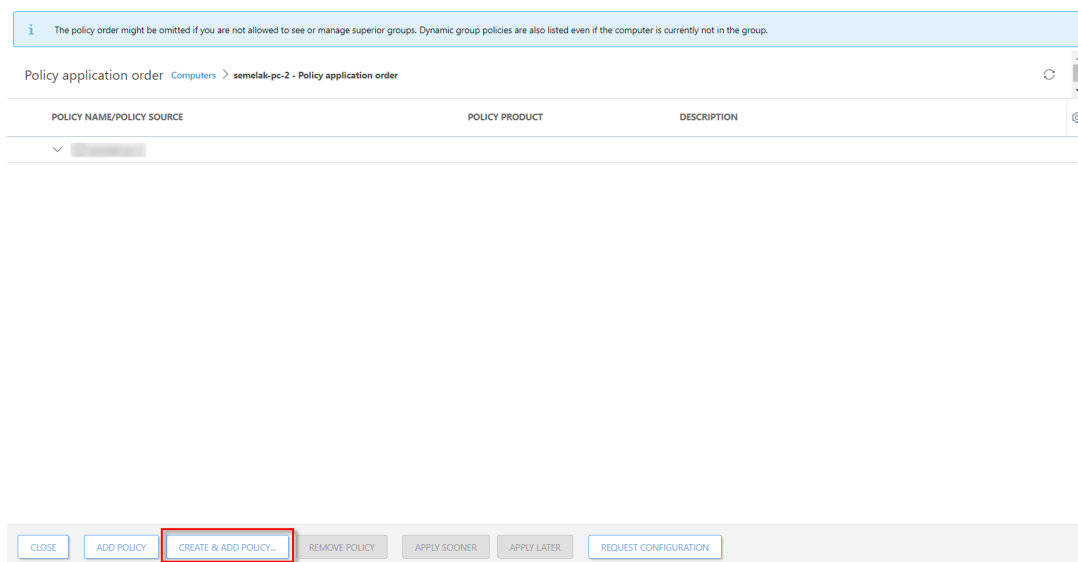 i The policy order might be omitted if you are not allowed to see or manage superior groups. Dynamic group policies are also listed even if the computer is currently not in the group.
Policy application order Computers > semelak-pc-2 - Policy application order
POLICY NAME/POLICY SOURCE POLICY PRODUCT DESCRIPTION
CLOSE ADD POLICY CREATE & ADD POLICY... REMOVE POLICY APPLY SOONER APPLY LATER REQUEST CONFIGURATION